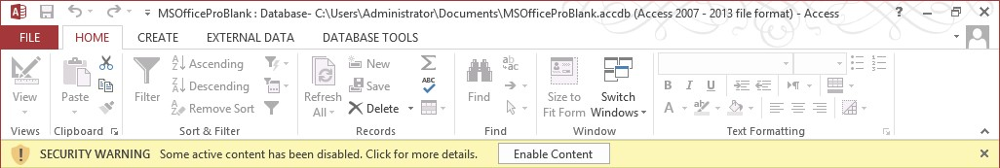 MSOfficeProBlank : Database- C:\Users\Administrator\Documents\MSOfficeProBlank.accdb (Access 2007 - 2013 file format) - Access
FILE HOME CREATE EXTERNAL DATA DATABASE TOOLS
View Paste Filter Ascending Descending Remove Sort Refresh All New Save Delete ABC Find ab ac Size to Fit Form Switch Windows B I U A
Views Clipboard Sort & Filter Records Find Window Text Formatting
SECURITY WARNING Some active content has been disabled. Click for more details. Enable Content